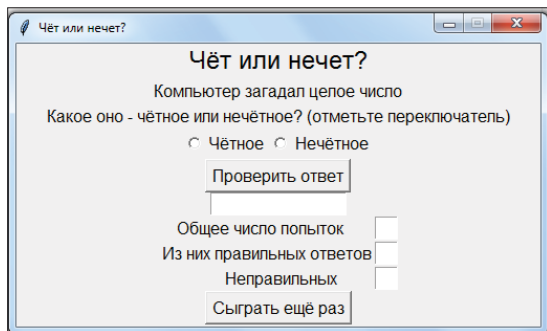 Чёт или нечет?
Чёт или нечет?
Компьютер загадал целое число
Какое оно - чётное или нечётное? (отметьте переключатель)
Чётное Нечётное
Проверить ответ
Общее число попыток
Из них правильных ответов
Неправильных
Сыграть ещё раз